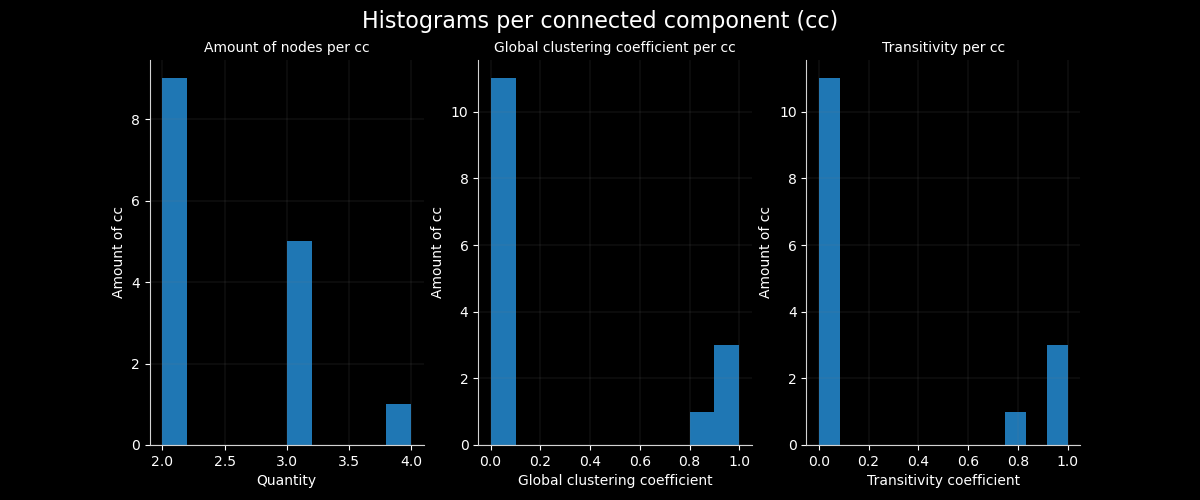 Histograms per connected component (cc)
Amount of nodes per cc
Amount of cc
8
6
4
2
0
2.0 2.5 3.0 3.5 4.0
Quantity
Global clustering coefficient per cc
Amount of cc
10
8
6
4
2
0
0.0 0.2 0.4 0.6 0.8 1.0
Global clustering coefficient
Transitivity per cc
Amount of cc
10
8
6
4
2
0
0.0 0.2 0.4 0.6 0.8 1.0
Transitivity coefficient